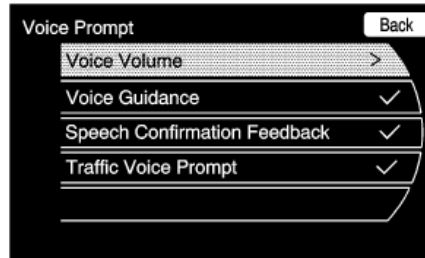 Voice Prompt
Back
Voice Volume
Voice Guidance
Speech Confirmation Feedback
Traffic Voice Prompt